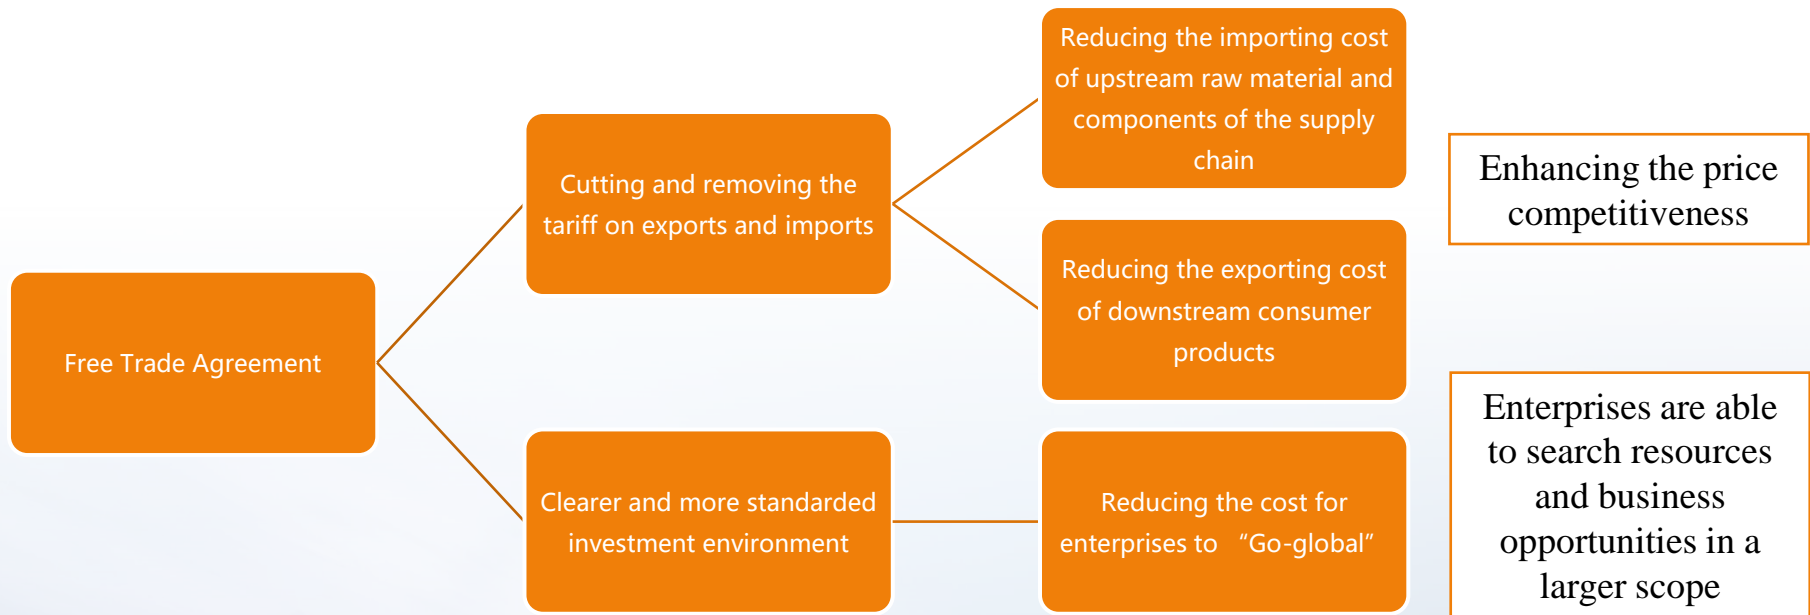 Free Trade Agreement
Cutting and removing the
tariff on exports and imports
Clearer and more standarded
investment environment
Reducing the importing cost
of upstream raw material and
components of the supply
chain
Reducing the exporting cost
of downstream consumer
products
Reducing the cost for
enterprises to “Go-global”
Enhancing the price
competitiveness
Enterprises are able
to search resources
and business
opportunities in a
larger scope